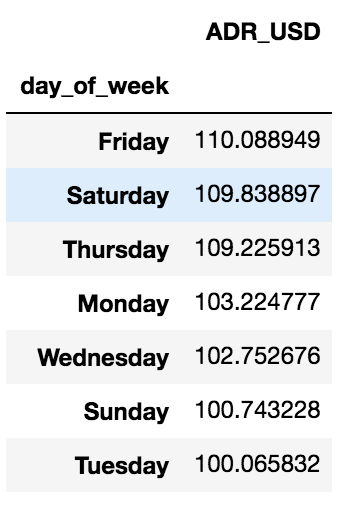 ADR_USD
day_of_week
Friday 110.088949
Saturday 109.838897
Thursday 109.225913
Monday 103.224777
Wednesday 102.752676
Sunday 100.743228
Tuesday 100.065832